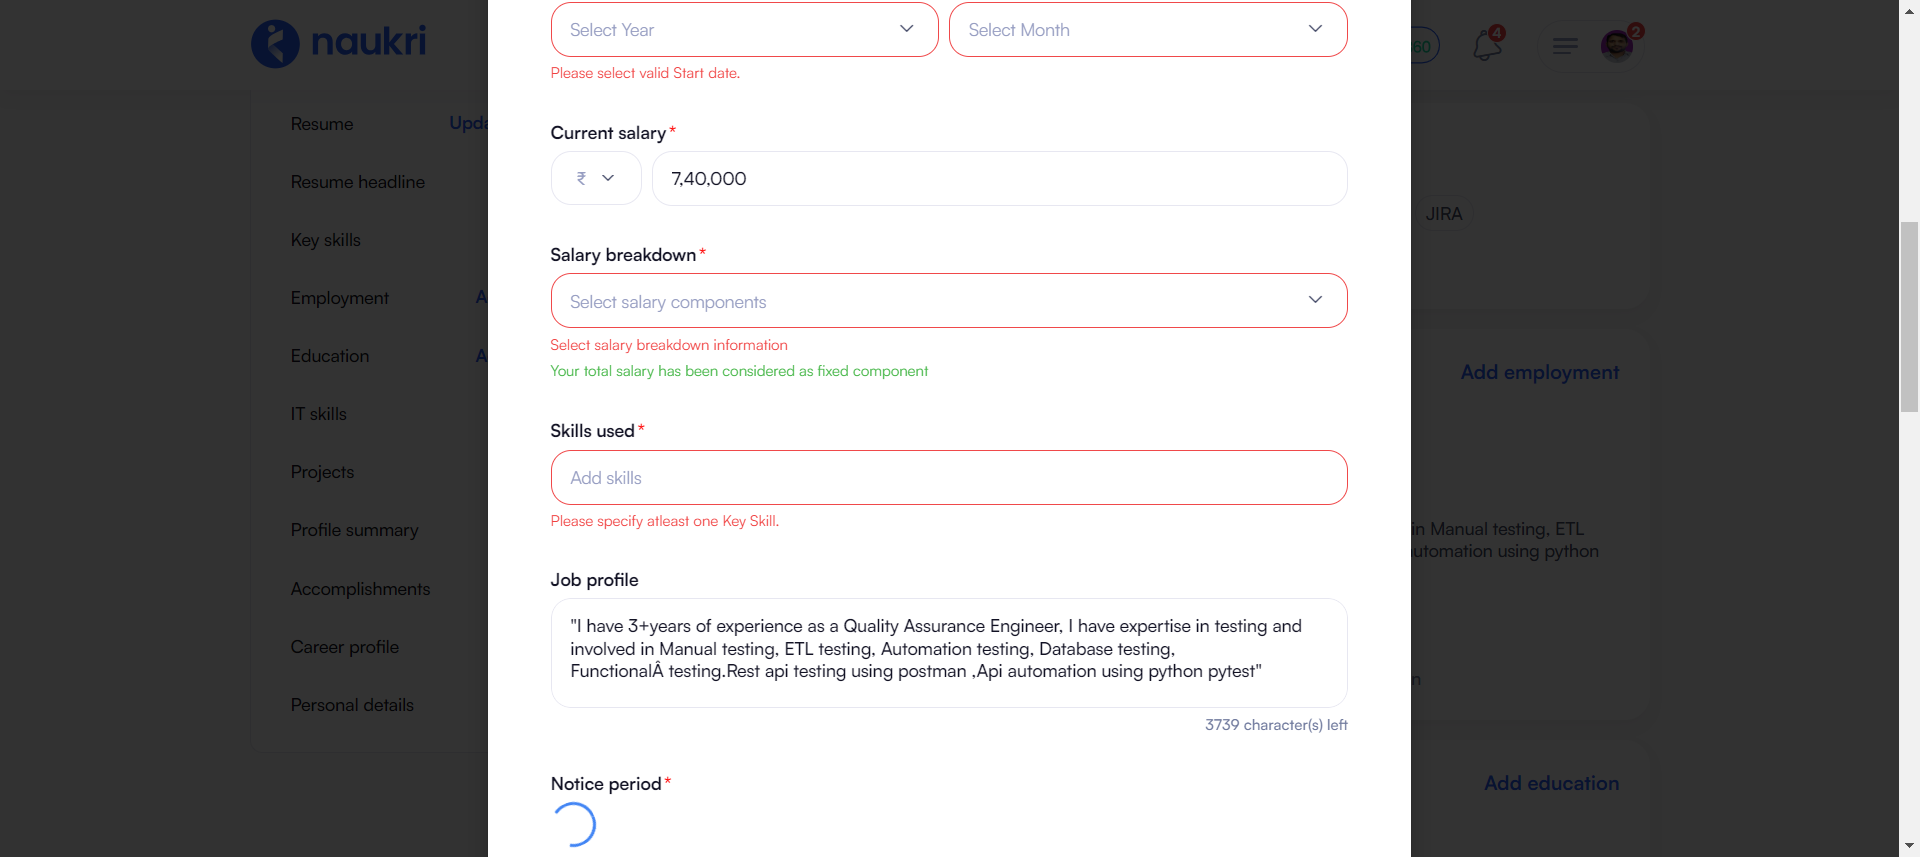 naukri
60
4
2
Select Year
Select Month
Please select valid Start date.
Resume
Upda
Resume headline
Key skills
Employment
A
Education
A
IT skills
Projects
Profile summary
Accomplishments
Career profile
Personal details
Current salary*
₹
7,40,000
Salary breakdown*
Select salary components
Select salary breakdown information
Your total salary has been considered as fixed component
Skills used*
Add skills
Please specify atleast one Key Skill.
Job profile
"I have 3+years of experience as a Quality Assurance Engineer, I have expertise in testing and
involved in Manual testing, ETL testing, Automation testing, Database testing,
FunctionalÂ testing.Rest api testing using postman ,Api automation using python pytest"
3739 character(s) left
Notice period*
JIRA
Add employment
in Manual testing, ETL
utomation using python
n
Add education